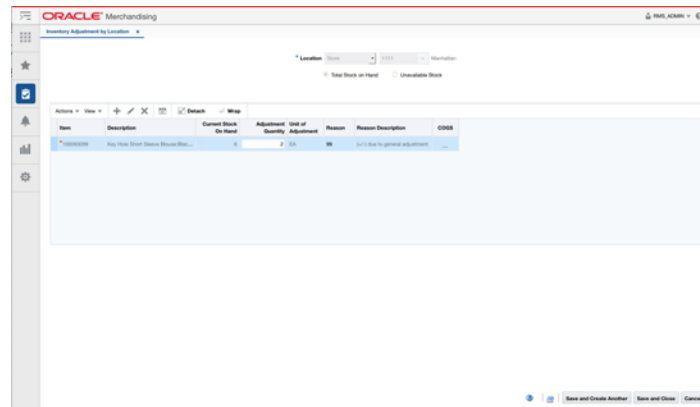 ORACLE Merchandising
RMS_ADMIN
Inventory Adjustment by Location x
* Location Store 1111 Manhattan
Total Stock on Hand Unavailable Stock
Actions View Detach Wrap
Item Description Current Stock On Hand Adjustment Quantity Unit of Adjustment Reason Reason Description COGS
Key Hole Short Sleeve Blouse:Blac... 2 EA 99 (+/-) due to general adjustment ...
Save and Create Another Save and Close Cance